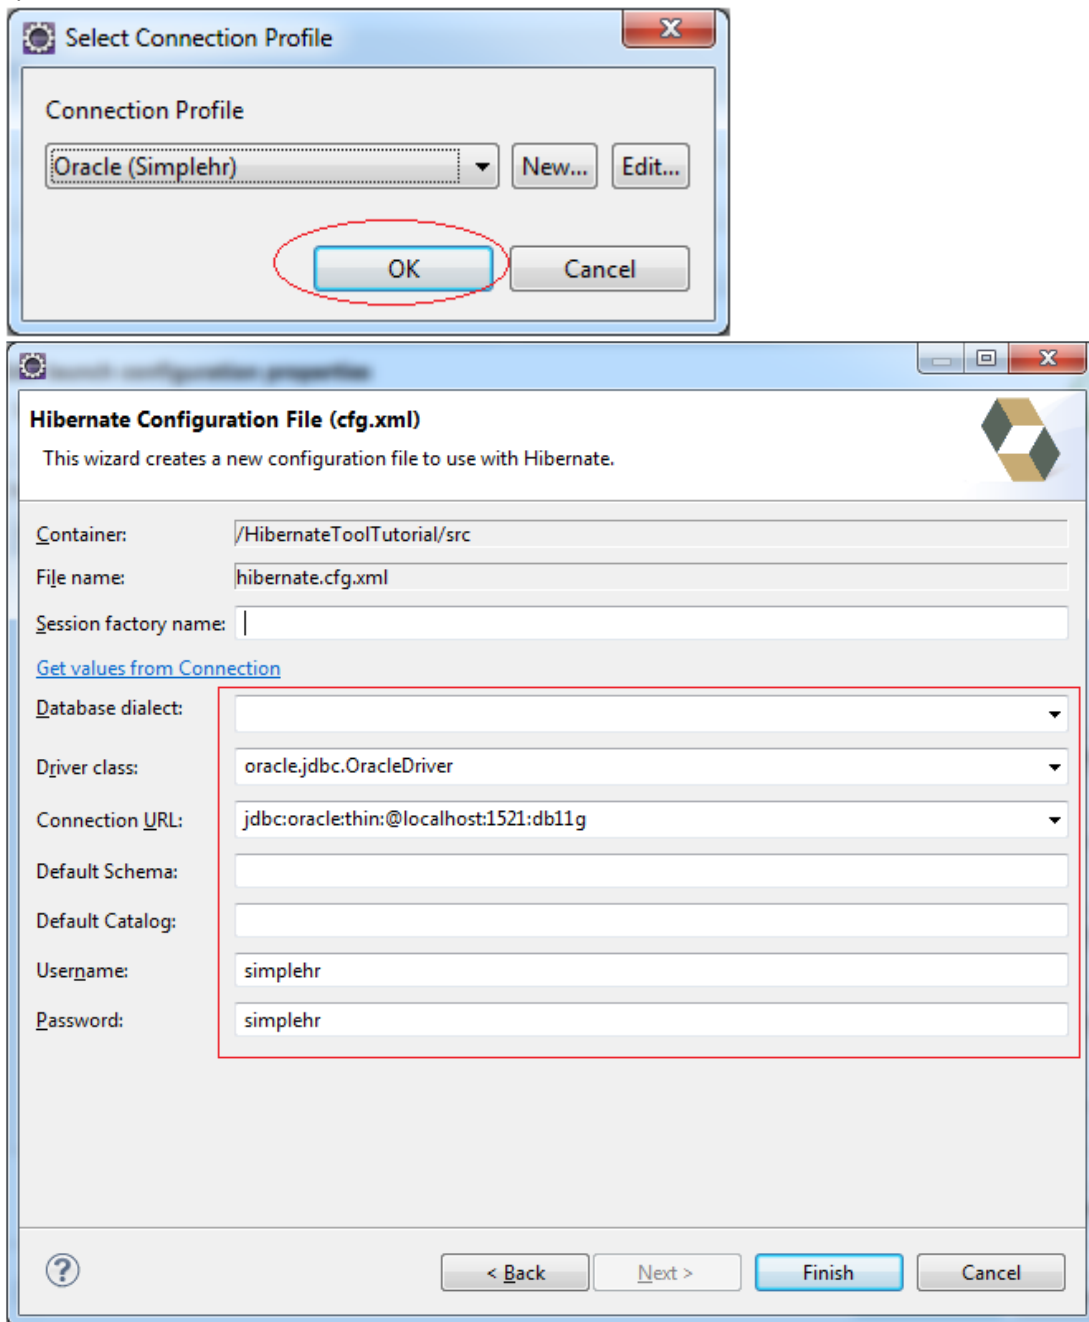 Select Connection Profile
Connection Profile
Oracle (Simplehr)
New...
Edit...
OK
Cancel
launch configuration properties
Hibernate Configuration File (cfg.xml)
This wizard creates a new configuration file to use with Hibernate.
Container: /HibernateToolTutorial/src
File name: hibernate.cfg.xml
Session factory name:
Get values from Connection
Database dialect:
Driver class: oracle.jdbc.OracleDriver
Connection URL: jdbc:oracle:thin:@localhost:1521:db11g
Default Schema:
Default Catalog:
Username: simplehr
Password: simplehr
< Back
Next >
Finish
Cancel